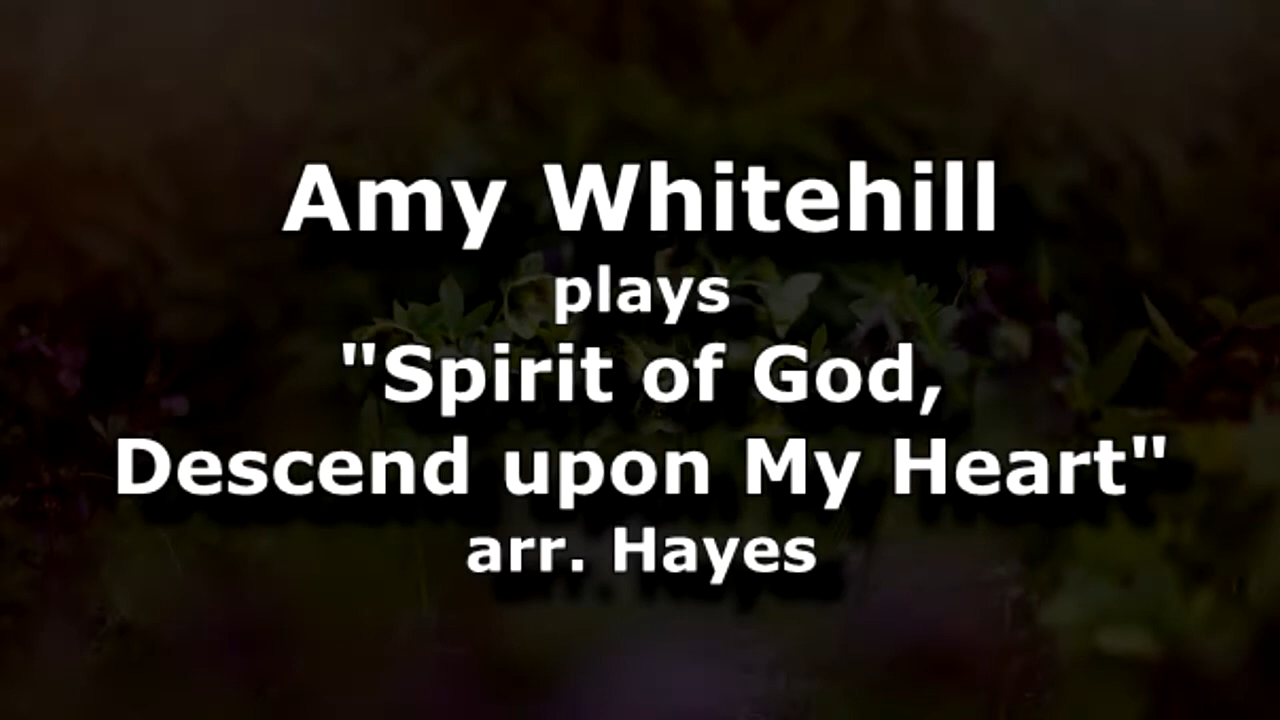 Amy Whitehill
plays
"Spirit of God,
Descend upon My Heart"
arr. Hayes